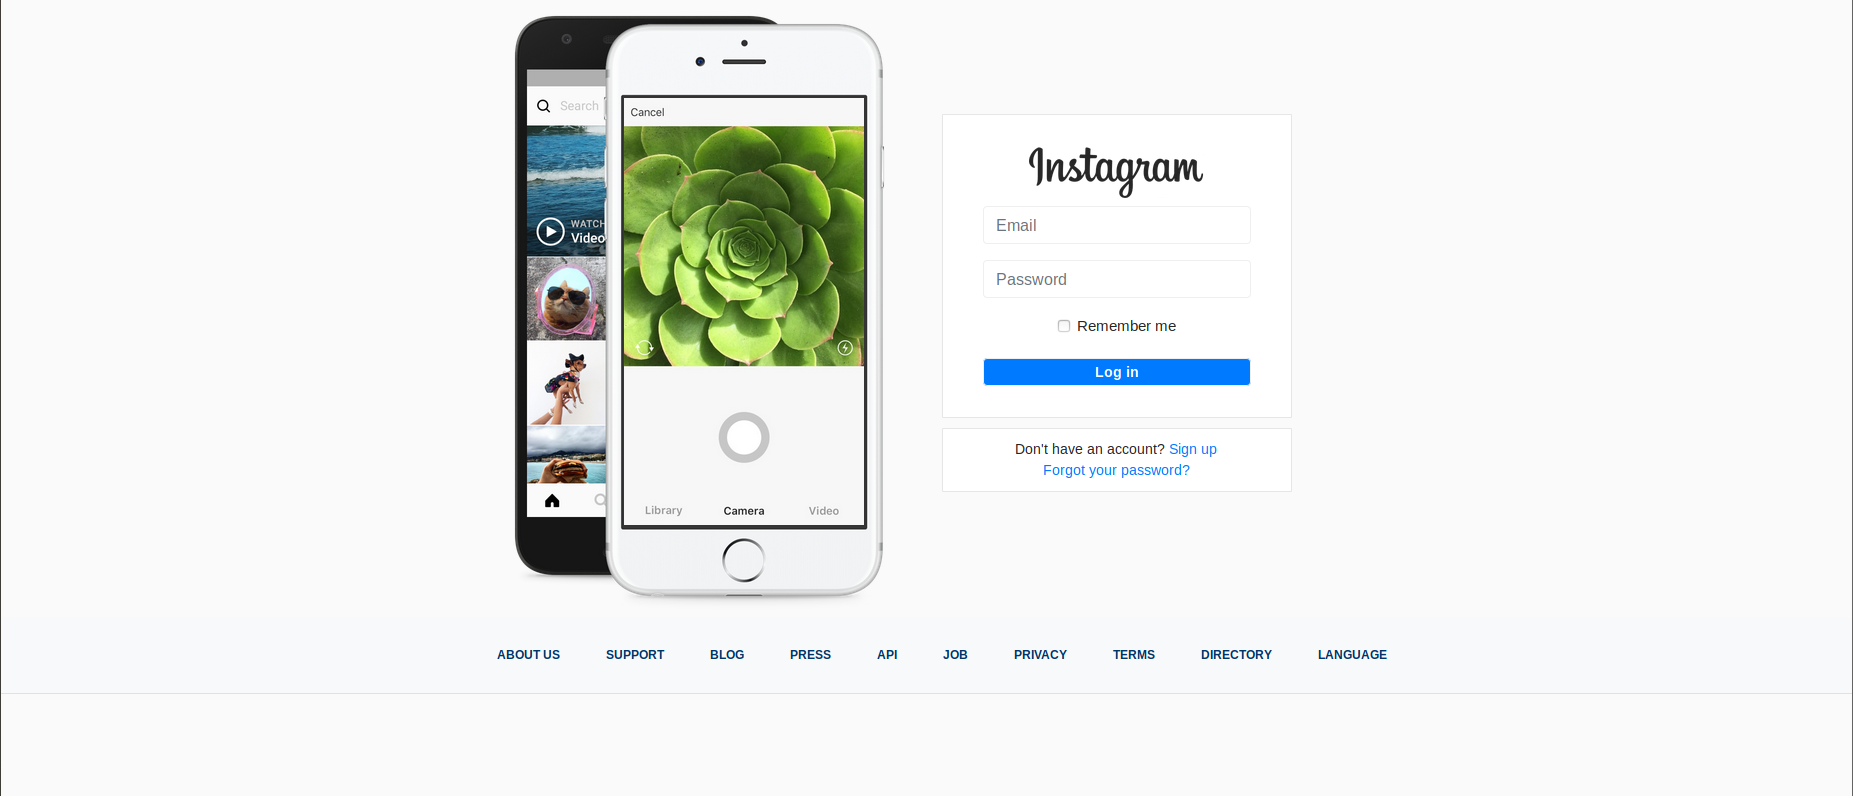 Search
WATCH
Video
Cancel
Library Camera Video
Instagram
Email
Password
Remember me
Log in
Don't have an account? Sign up
Forgot your password?
ABOUT US SUPPORT BLOG PRESS API JOB PRIVACY TERMS DIRECTORY LANGUAGE